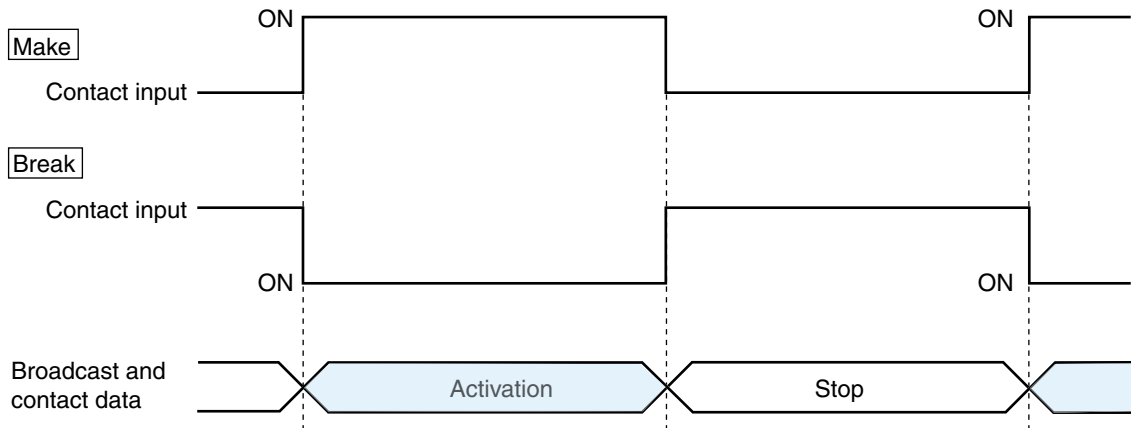 ON
ON
Make
Contact input
Break
Contact input
ON
ON
Broadcast and
contact data
Activation
Stop